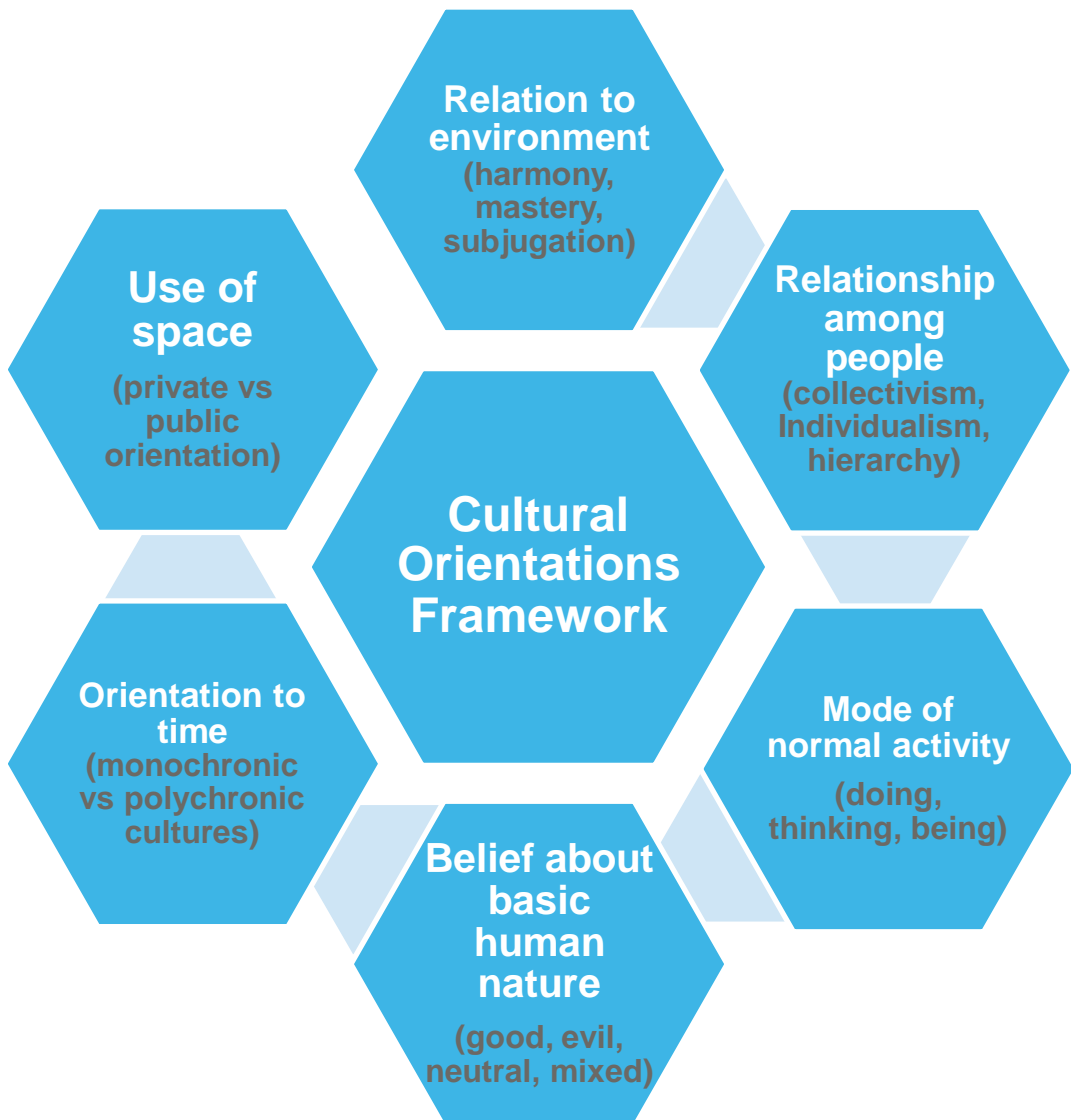 Relation to
environment
(harmony,
mastery,
subjugation)
Relationship
among
people
(collectivism,
Individualism,
hierarchy)
Mode of
normal activity
(doing,
thinking, being)
Belief about
basic
human
nature
(good, evil,
neutral, mixed)
Orientation to
time
(monochronic
vs polychronic
cultures)
Use of
space
(private vs
public
orientation)
Cultural
Orientations
Framework